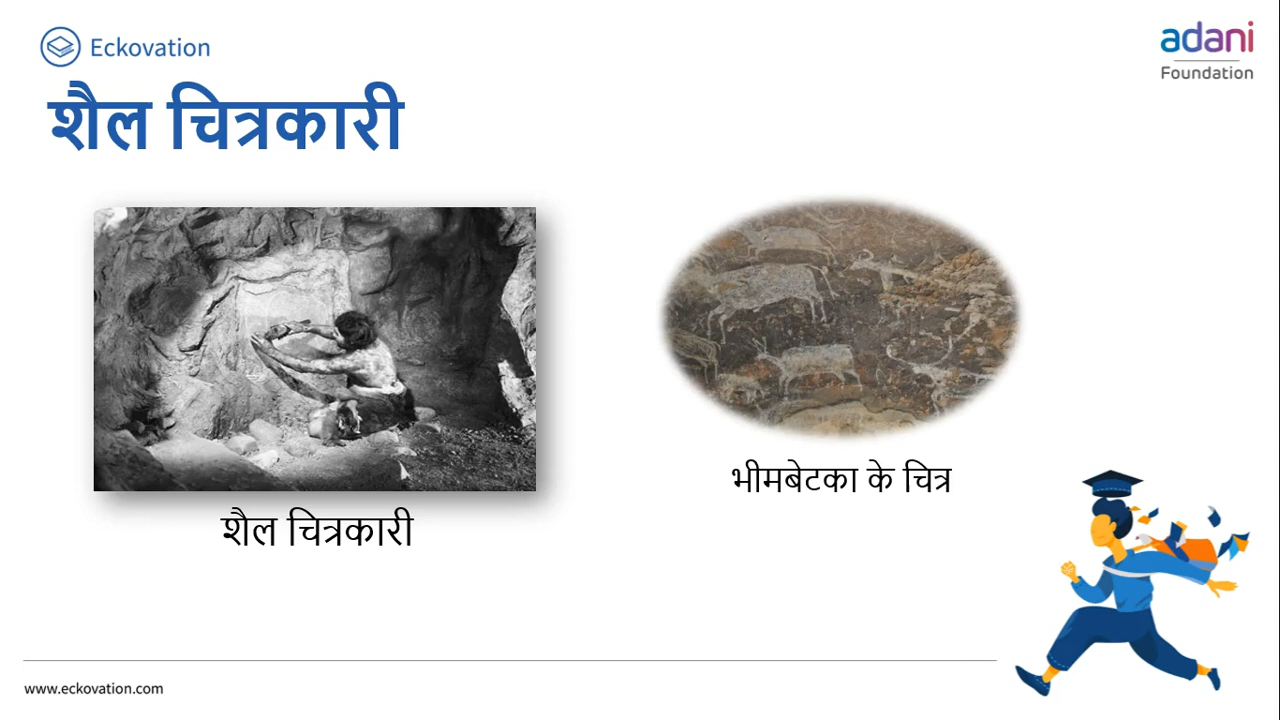 Eckovation
adani
Foundation
शैल चित्रकारी
भीमबेटका के चित्र
शैल चित्रकारी
www.eckovation.com